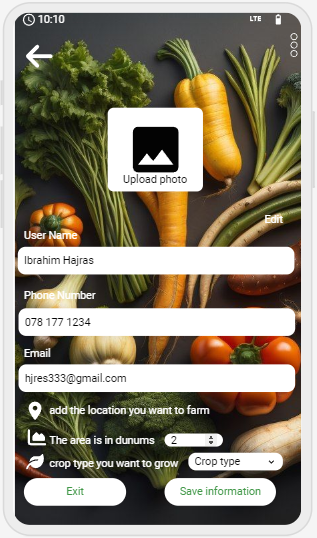 10:10 LTE
Upload photo
Edit
User Name
Ibrahim Hajras
Phone Number
078 177 1234
Email
hjres333@gmail.com
add the location you want to farm
The area is in dunums 2
crop type you want to grow Crop type
Exit Save information